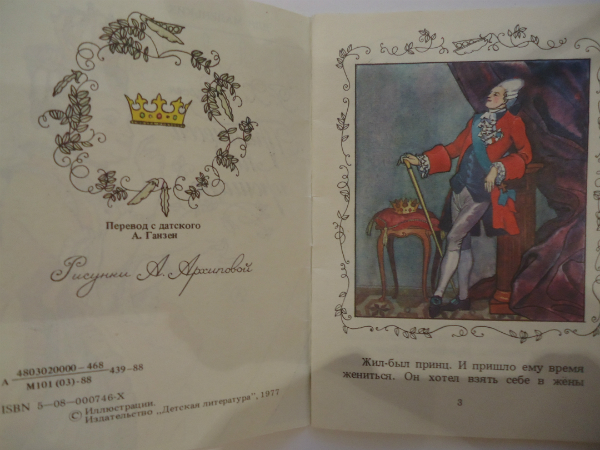 Перевод с датского
А. Ганзен
Рисунки А. Архиповой
А 4803020000—468 439-88
М101 (03)-88
ISBN 5—08—000746-X
© Иллюстрации.
Издательство „Детская литература", 1977
Жил-был принц. И пришло ему время
жениться. Он хотел взять себе в жёны
3